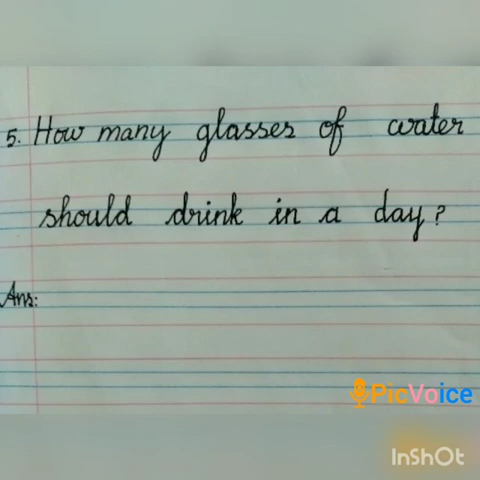 5. How many glasses of water
should drink in a day?
Ans:
PicVoice
InShOt